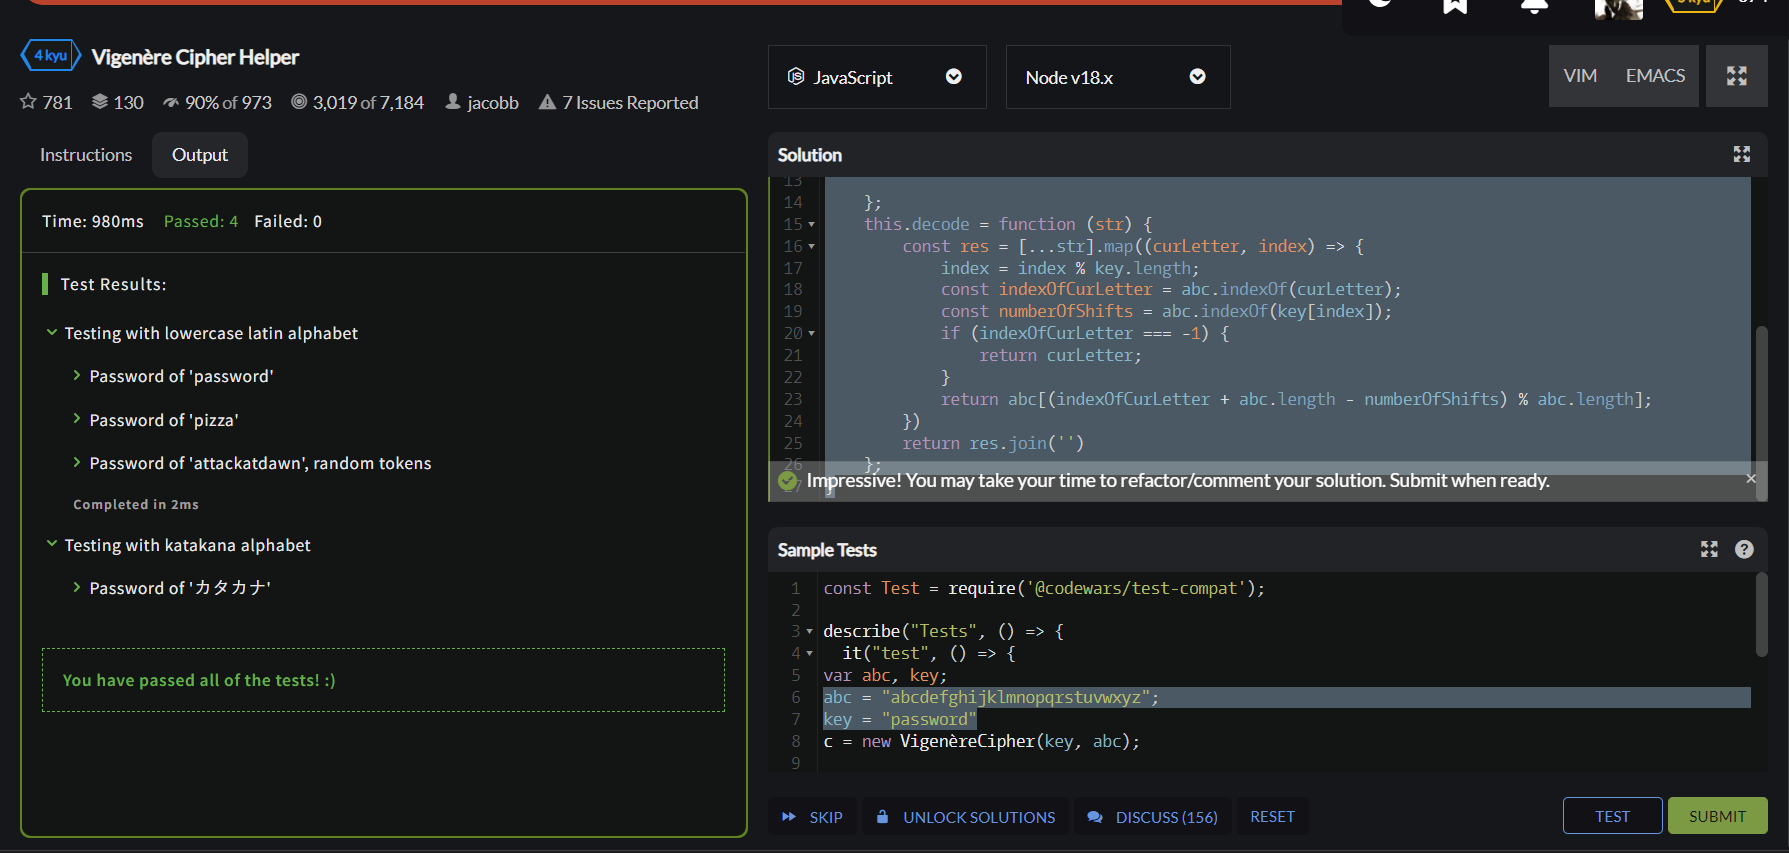 4 kyu Vigenère Cipher Helper
781 130 90% of 973 3,019 of 7,184 jacobb 7 Issues Reported
Instructions Output
Time: 980ms Passed: 4 Failed: 0
Test Results:
Testing with lowercase latin alphabet
Password of 'password'
Password of 'pizza'
Password of 'attackatdawn', random tokens
Completed in 2ms
Testing with katakana alphabet
Password of 'カタカナ'
You have passed all of the tests! :)
JavaScript Node v18.x VIM EMACS
Solution
13
14 };
15 this.decode = function (str) {
16 const res = [...str].map((curLetter, index) => {
17 index = index % key.length;
18 const indexOfCurLetter = abc.indexOf(curLetter);
19 const numberOfShifts = abc.indexOf(key[index]);
20 if (indexOfCurLetter === -1) {
21 return curLetter;
22 }
23 return abc[(indexOfCurLetter + abc.length - numberOfShifts) % abc.length];
24 })
25 return res.join('')
26 };
27 }
Impressive! You may take your time to refactor/comment your solution. Submit when ready. ×
Sample Tests ?
1 const Test = require('@codewars/test-compat');
2
3 describe("Tests", () => {
4 it("test", () => {
5 var abc, key;
6 abc = "abcdefghijklmnopqrstuvwxyz";
7 key = "password"
8 c = new VigenèreCipher(key, abc);
9
SKIP UNLOCK SOLUTIONS DISCUSS (156) RESET TEST SUBMIT